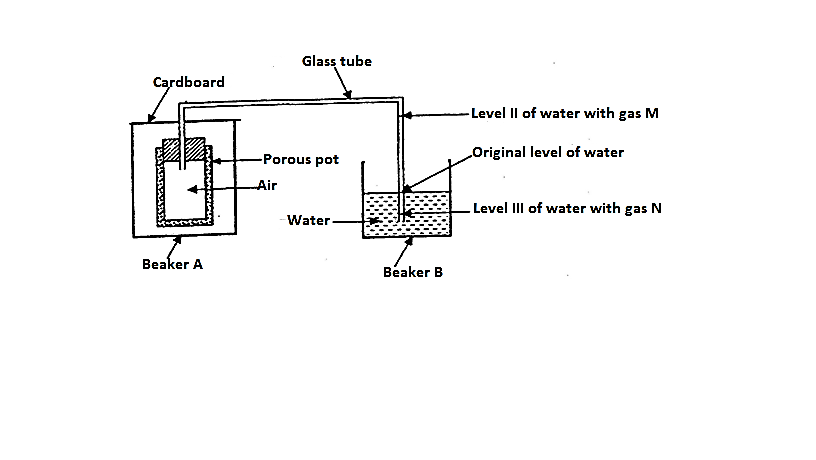 Glass tube
Cardboard
Level II of water with gas M
Original level of water
Porous pot
Air
Level III of water with gas N
Water
Beaker A
Beaker B